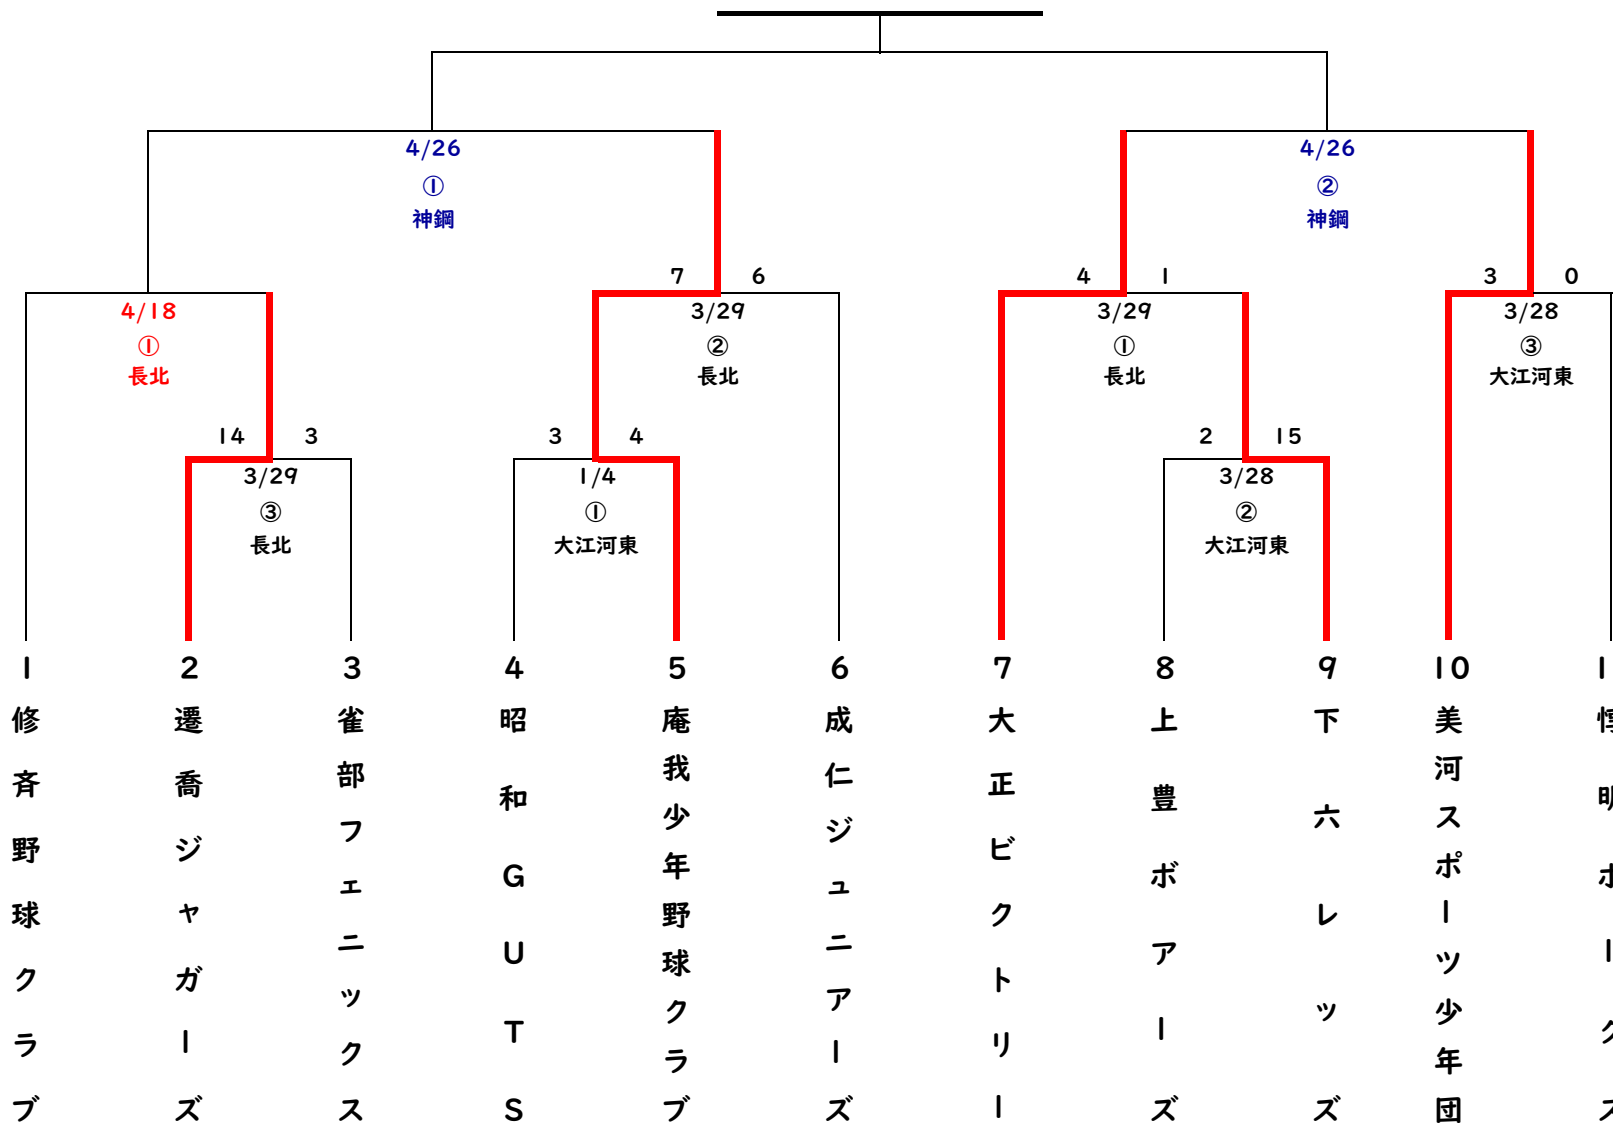 4/26
①
神鋼
4/26
②
神鋼
7 6
4 1
3 0
4/18
①
長北
3/29
②
長北
3/29
①
長北
3/28
③
大江河東
14 3
3 4
2 15
3/29
③
長北
1/4
①
大江河東
3/28
②
大江河東
1
修斉野球クラブ
2
遷喬ジャガーズ
3
雀部フェニックス
4
昭和GUTS
5
庵我少年野球クラブ
6
成仁ジュニアーズ
7
大正ビクトリー
8
上豊ボアーズ
9
下六レッズ
10
美河スポーツ少年団